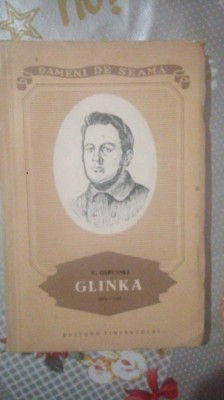 OAMENI DE SEAMĂ
GLINKA
EDITURA TINERETULUI